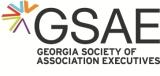 GSAE
GEORGIA SOCIETY OF
ASSOCIATION EXECUTIVES